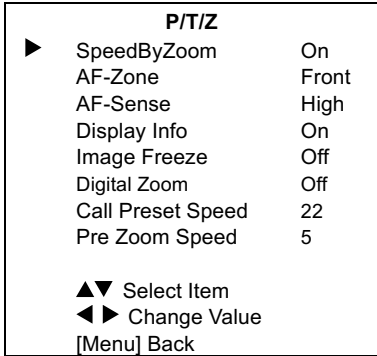 P/T/Z
▶ SpeedByZoom On
AF-Zone Front
AF-Sense High
Display Info On
Image Freeze Off
Digital Zoom Off
Call Preset Speed 22
Pre Zoom Speed 5
▲▼ Select Item
◀ ▶ Change Value
[Menu] Back